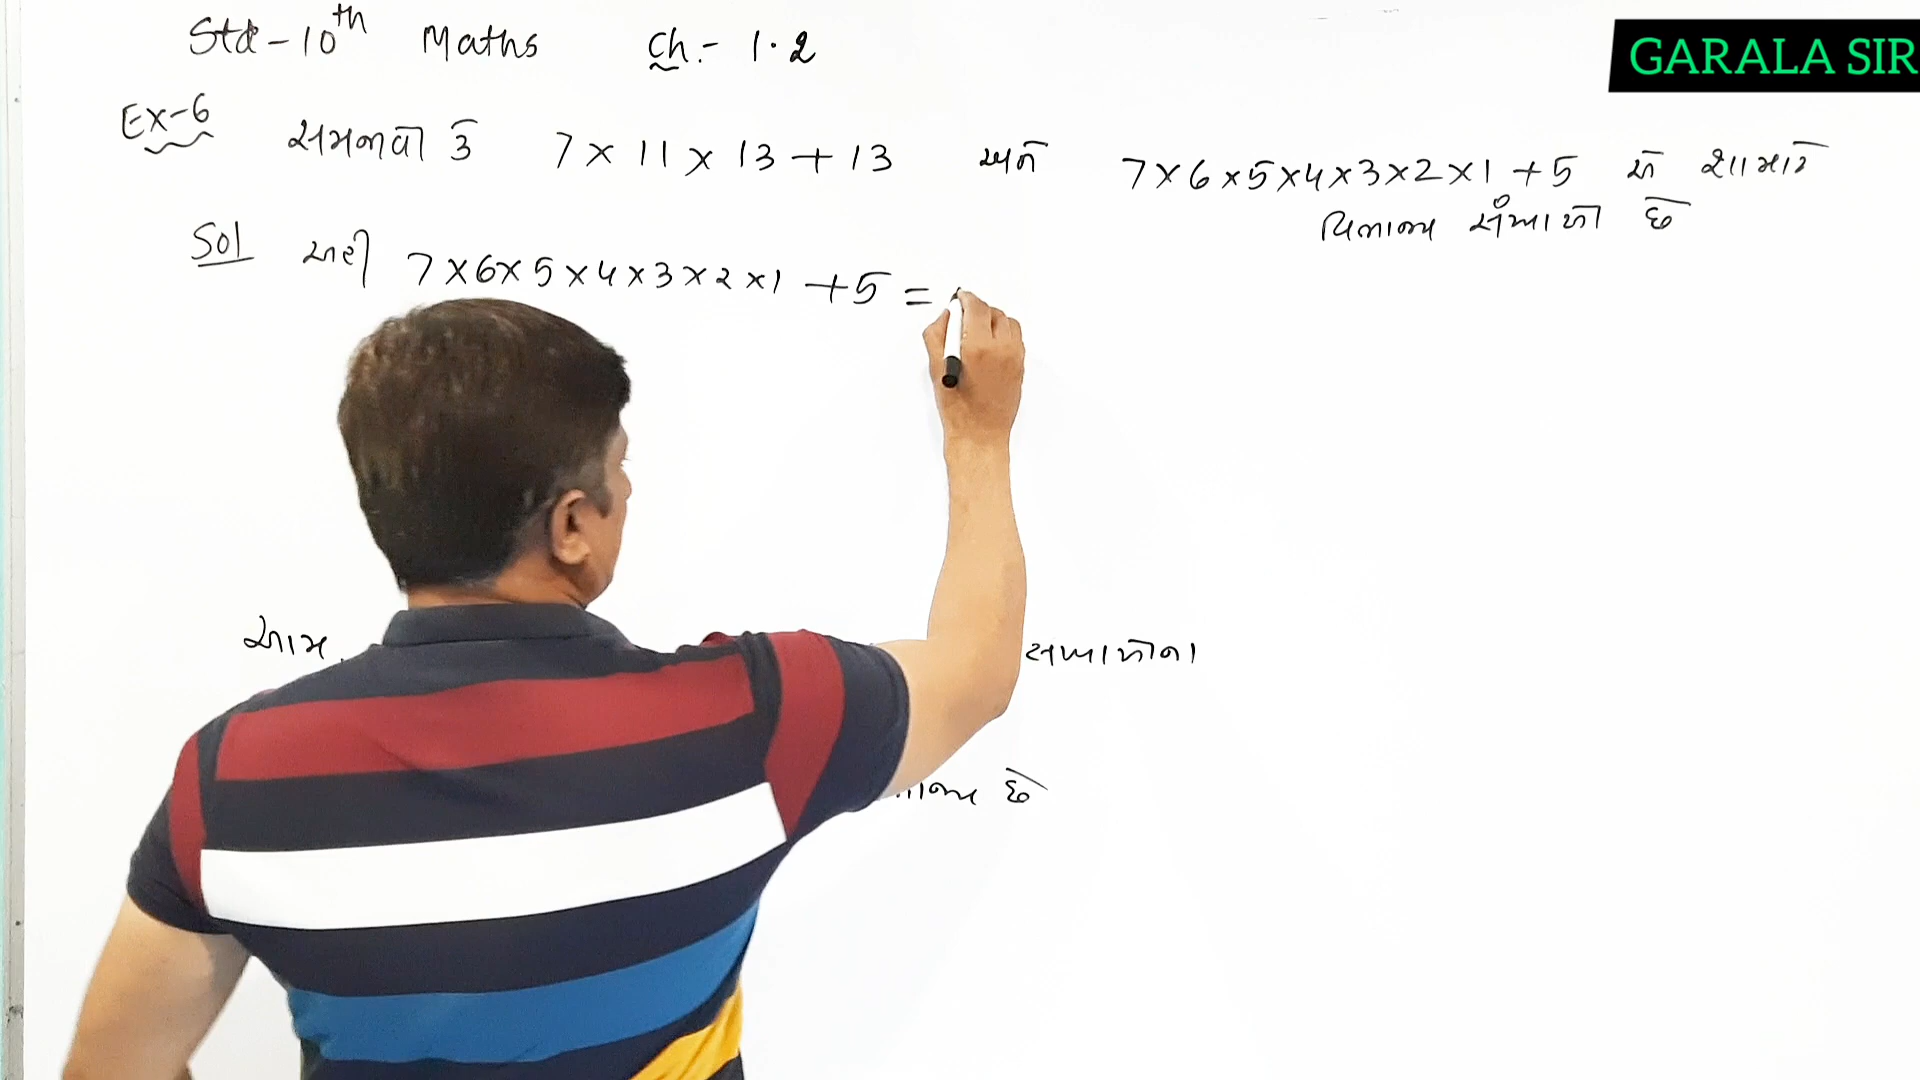 Std-10th Maths Ch.- 1.2
GARALA SIR
Ex-6 સમજાવો કે 7 × 11 × 13 + 13 અને 7×6×5×4×3×2×1 +5 એ શા માટે
વિભાજ્ય સંખ્યાઓ છે
Sol અહીં 7×6×5×4×3×2×1 +5 =
આમ, સંખ્યાઓના
છે